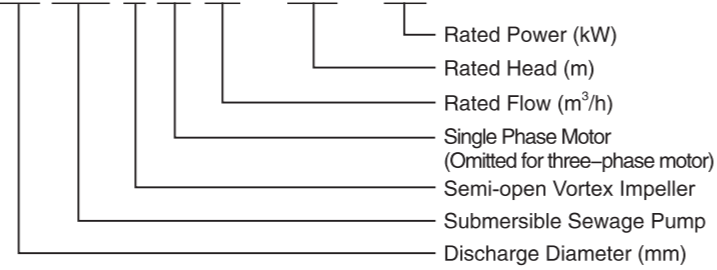 Rated Power (kW)
Rated Head (m)
Rated Flow (m³/h)
Single Phase Motor
(Omitted for three–phase motor)
Semi-open Vortex Impeller
Submersible Sewage Pump
Discharge Diameter (mm)